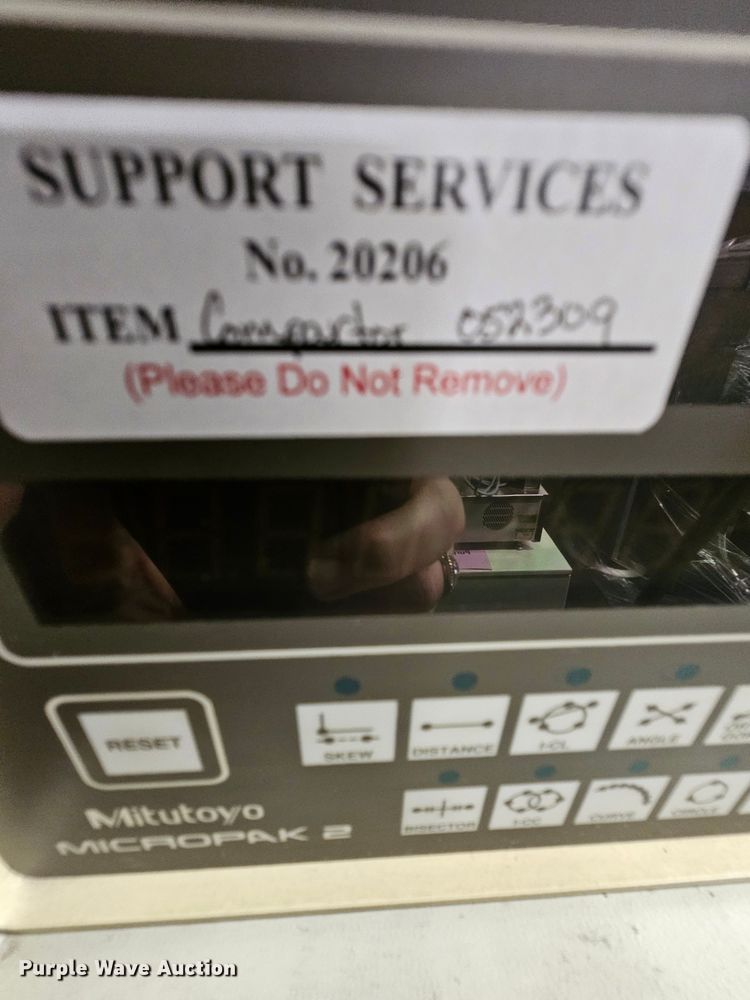 SUPPORT SERVICES
No. 20206
ITEM Comparator 052309
(Please Do Not Remove)
RESET
SKEW
DISTANCE
I-CL
ANGLE
Mitutoyo
MICROPAK 2
BISECTOR
I-CC
CURVE
CIRCLE
Purple Wave Auction